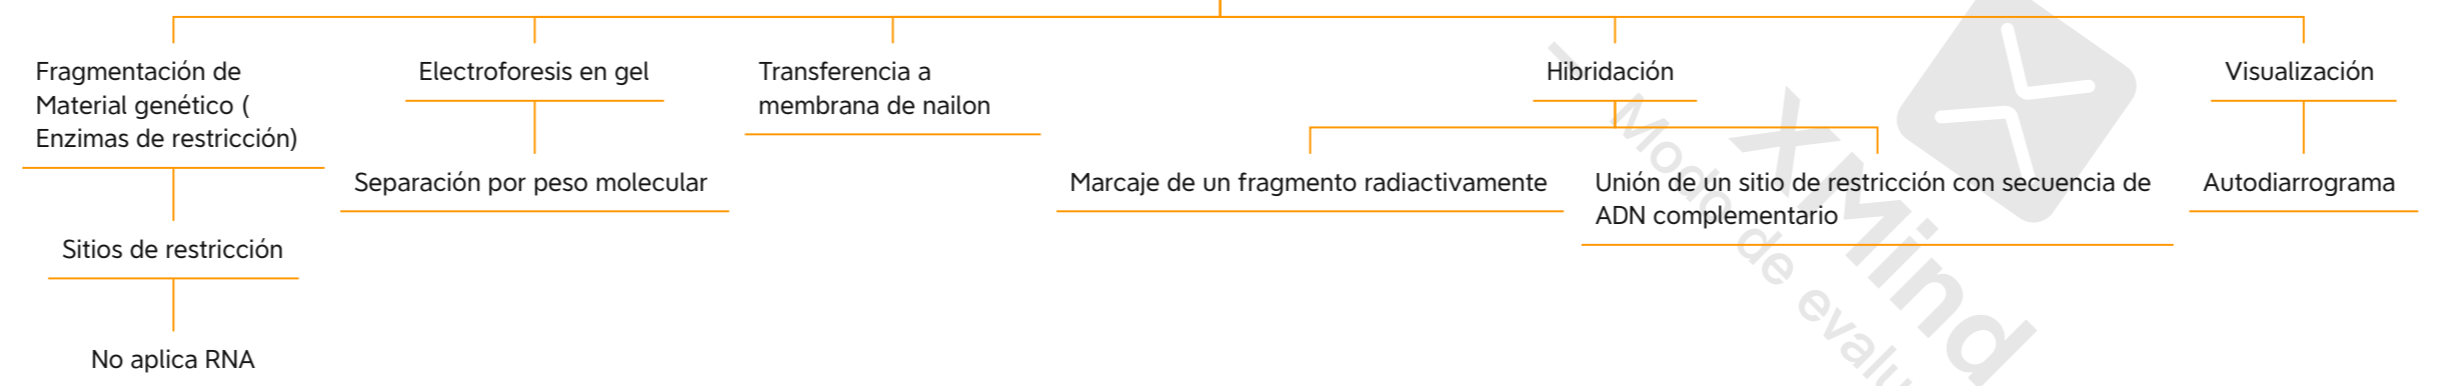 Fragmentación de
Material genético (
Enzimas de restricción)
Sitios de restricción
No aplica RNA
Electroforesis en gel
Separación por peso molecular
Transferencia a
membrana de nailon
Hibridación
Marcaje de un fragmento radiactivamente
Unión de un sitio de restricción con secuencia de
ADN complementario
Visualización
Autodiarrograma
XMind
Modo de evalu